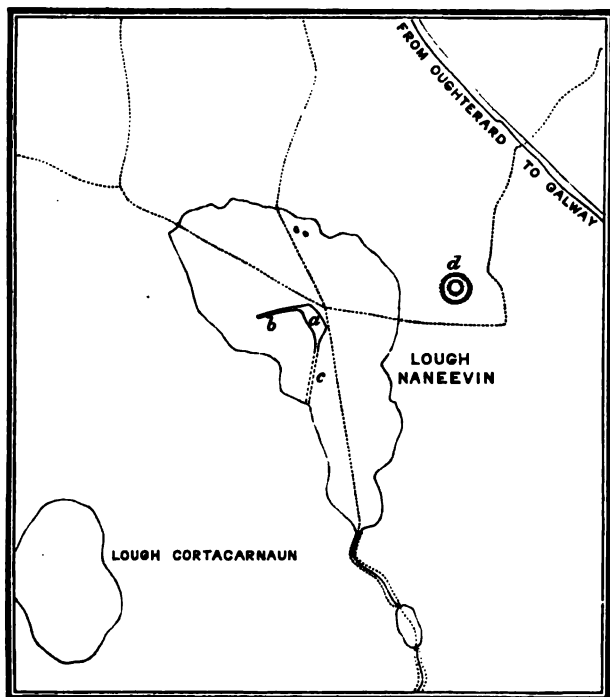 FROM OUGHTERARD
TO GALWAY
d
a
b
c
LOUGH
NANEEVIN
LOUGH CORTACARNAUN